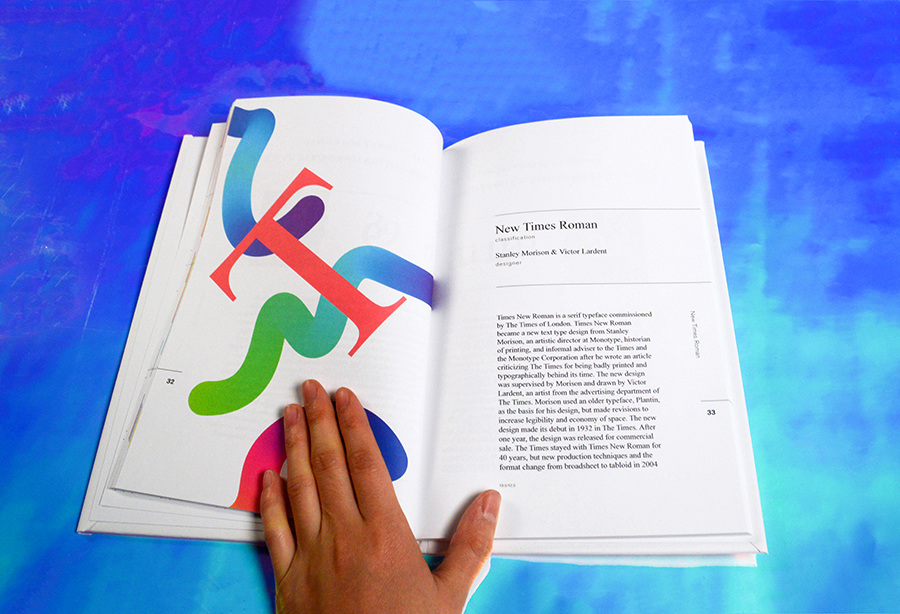 T
32
New Times Roman
classification
Stanley Morison & Victor Lardent
designer
Times New Roman is a serif typeface commissioned
by The Times of London. Times New Roman
became a new text type design from Stanley
Morison, an artistic director at Monotype, historian
of printing, and informal adviser to the Times and
the Monotype Corporation after he wrote an article
criticizing The Times for being badly printed and
typographically behind its time. The new design
was supervised by Morison and drawn by Victor
Lardent, an artist from the advertising department of
The Times. Morison used an older typeface, Plantin,
as the basis for his design, but made revisions to
increase legibility and economy of space. The new
design made its debut in 1932 in The Times. After
one year, the design was released for commercial
sale. The Times stayed with Times New Roman for
40 years, but new production techniques and the
format change from broadsheet to tabloid in 2004
New Times Roman
33